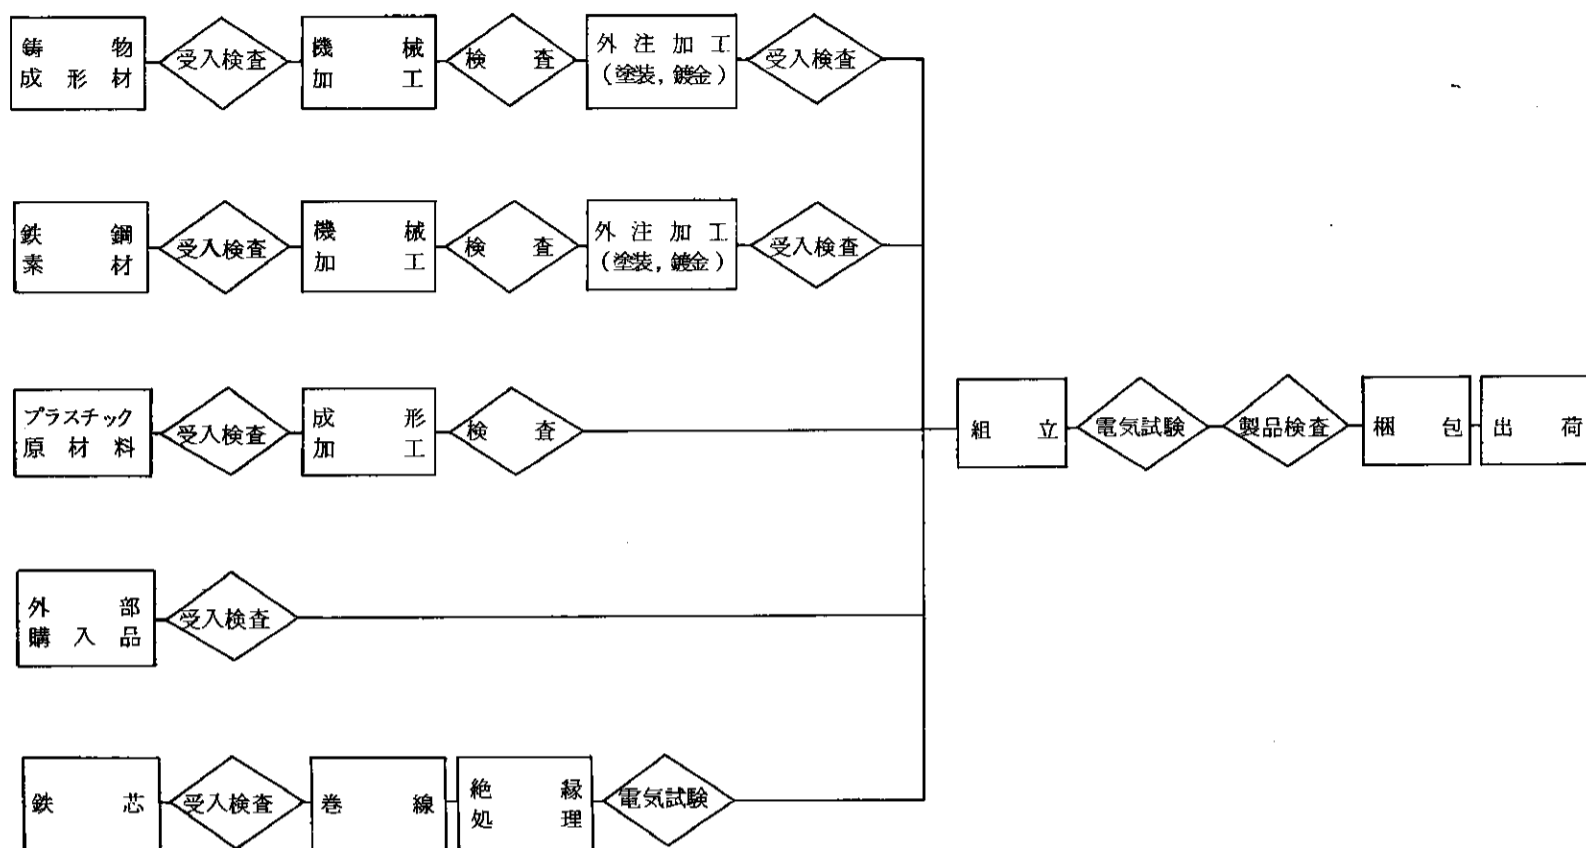 鋳物
成形材
受入検査
機械
加工
検査
外注加工
(塗装,鍍金)
受入検査
鉄鋼
素材
受入検査
機械
加工
検査
外注加工
(塗装,鍍金)
受入検査
プラスチック
原材料
受入検査
成形
加工
検査
外部
購入品
受入検査
鉄芯
受入検査
巻線
絶縁
処理
電気試験
組立
電気試験
製品検査
梱包
出荷